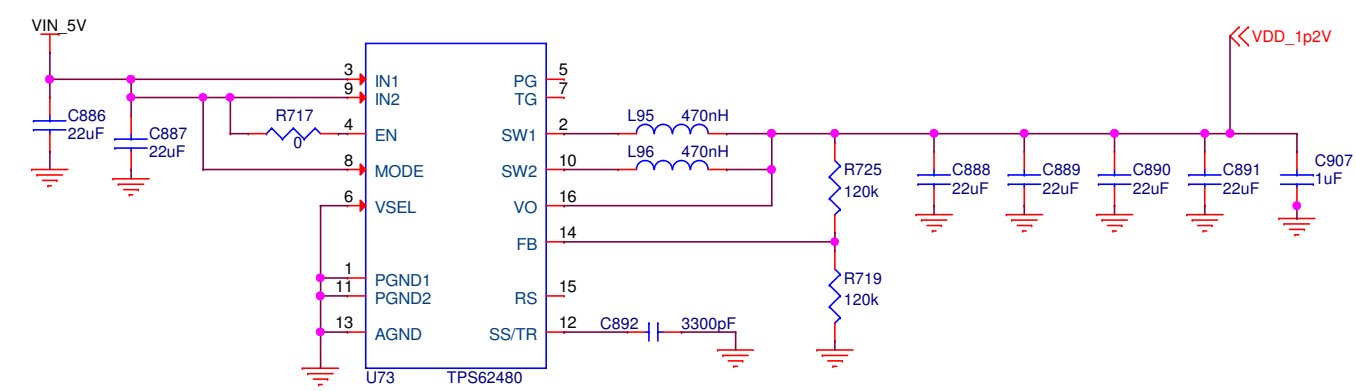 VIN_5V
VDD_1p2V
C886
22uF
C887
22uF
R717
0
3
9
4
8
6
1
11
13
IN1
IN2
EN
MODE
VSEL
PGND1
PGND2
AGND
PG
TG
SW1
SW2
VO
FB
RS
SS/TR
5
7
2
10
16
14
15
12
U73
TPS62480
L95 470nH
L96 470nH
R725
120k
R719
120k
C892 3300pF
C888
22uF
C889
22uF
C890
22uF
C891
22uF
C907
1uF